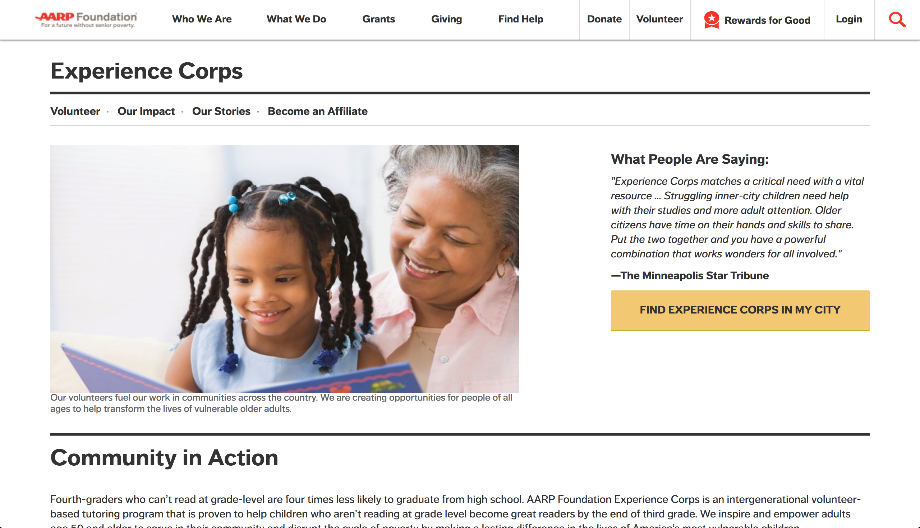 AARP Foundation
For a future without senior poverty.
Who We Are
What We Do
Grants
Giving
Find Help
Donate
Volunteer
Rewards for Good
Login
Experience Corps
Volunteer · Our Impact · Our Stories · Become an Affiliate
Our volunteers fuel our work in communities across the country. We are creating opportunities for people of all
ages to help transform the lives of vulnerable older adults.
What People Are Saying:
"Experience Corps matches a critical need with a vital
resource ... Struggling inner-city children need help
with their studies and more adult attention. Older
citizens have time on their hands and skills to share.
Put the two together and you have a powerful
combination that works wonders for all involved."
—The Minneapolis Star Tribune
FIND EXPERIENCE CORPS IN MY CITY
Community in Action
Fourth-graders who can't read at grade-level are four times less likely to graduate from high school. AARP Foundation Experience Corps is an intergenerational volunteer-
based tutoring program that is proven to help children who aren't reading at grade level become great readers by the end of third grade. We inspire and empower adults
age 50 and older to serve in their community and disrupt the cycle of poverty by making a lasting difference in the lives of America's most vulnerable children.